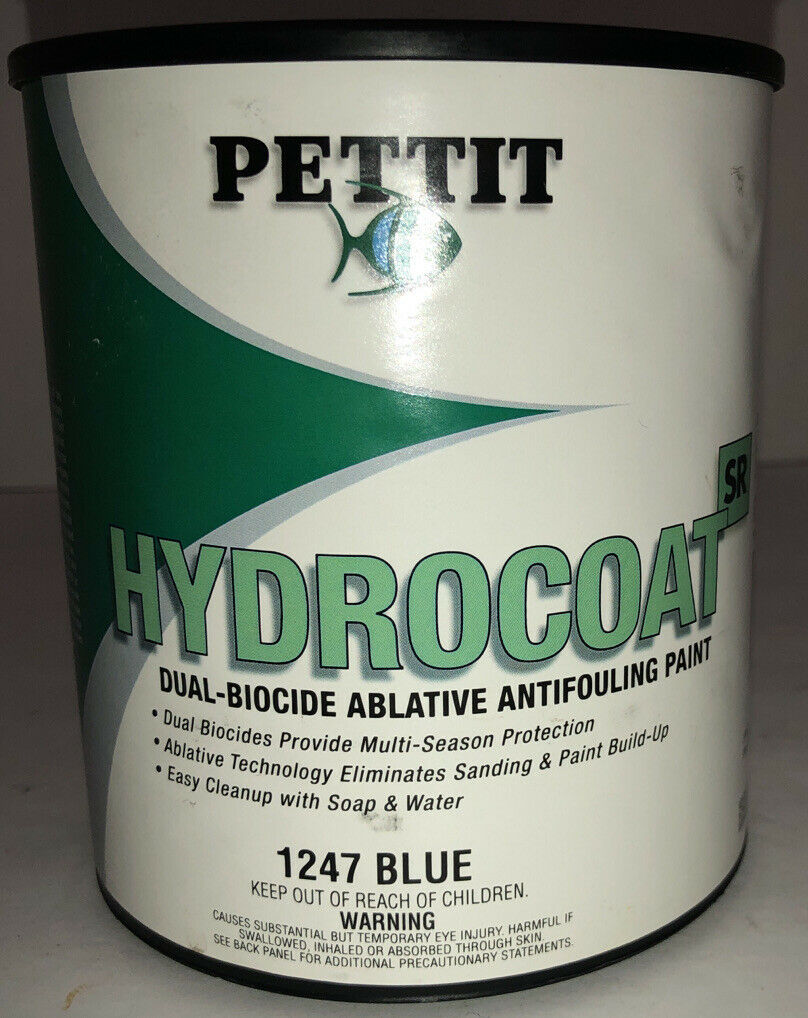 PETTIT
SR
HYDROCOAT
DUAL-BIOCIDE ABLATIVE ANTIFOULING PAINT
• Dual Biocides Provide Multi-Season Protection
• Ablative Technology Eliminates Sanding & Paint Build-Up
• Easy Cleanup with Soap & Water
1247 BLUE
KEEP OUT OF REACH OF CHILDREN.
WARNING
CAUSES SUBSTANTIAL BUT TEMPORARY EYE INJURY. HARMFUL IF
SWALLOWED, INHALED OR ABSORBED THROUGH SKIN.
SEE BACK PANEL FOR ADDITIONAL PRECAUTIONARY STATEMENTS.